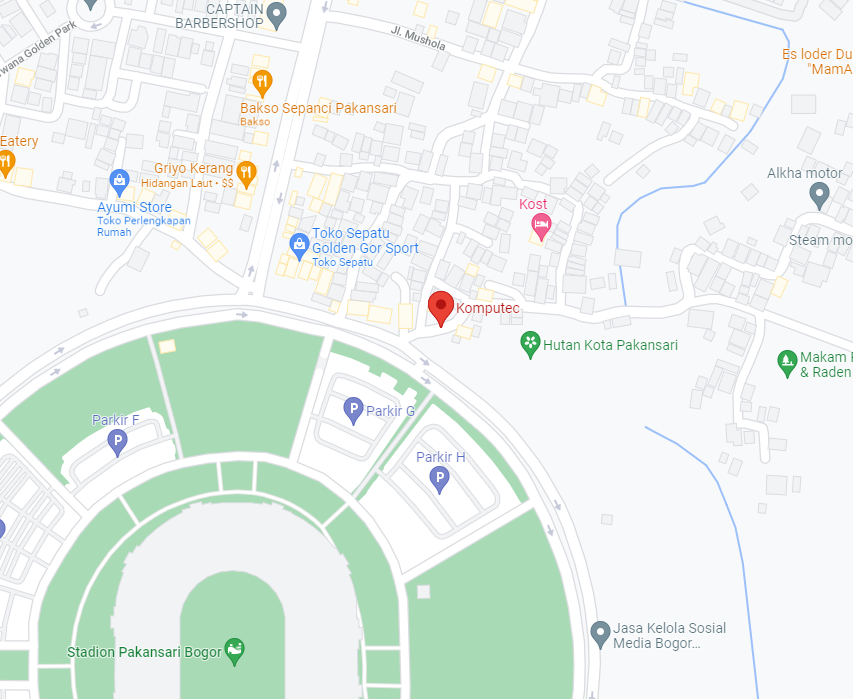 CAPTAIN
BARBERSHOP
Jl. Mushola
Golden Park
Es loder Du
"MamA
Bakso Sepanci Pakansari
Bakso
Eatery
Griyo Kerang
Hidangan Laut • $$
Alkha motor
Ayumi Store
Toko Perlengkapan
Rumah
Kost
Toko Sepatu
Golden Gor Sport
Toko Sepatu
Steam mo
Komputec
Hutan Kota Pakansari
Makam
& Raden
Parkir G
Parkir F
Parkir H
Jasa Kelola Sosial
Media Bogor...
Stadion Pakansari Bogor